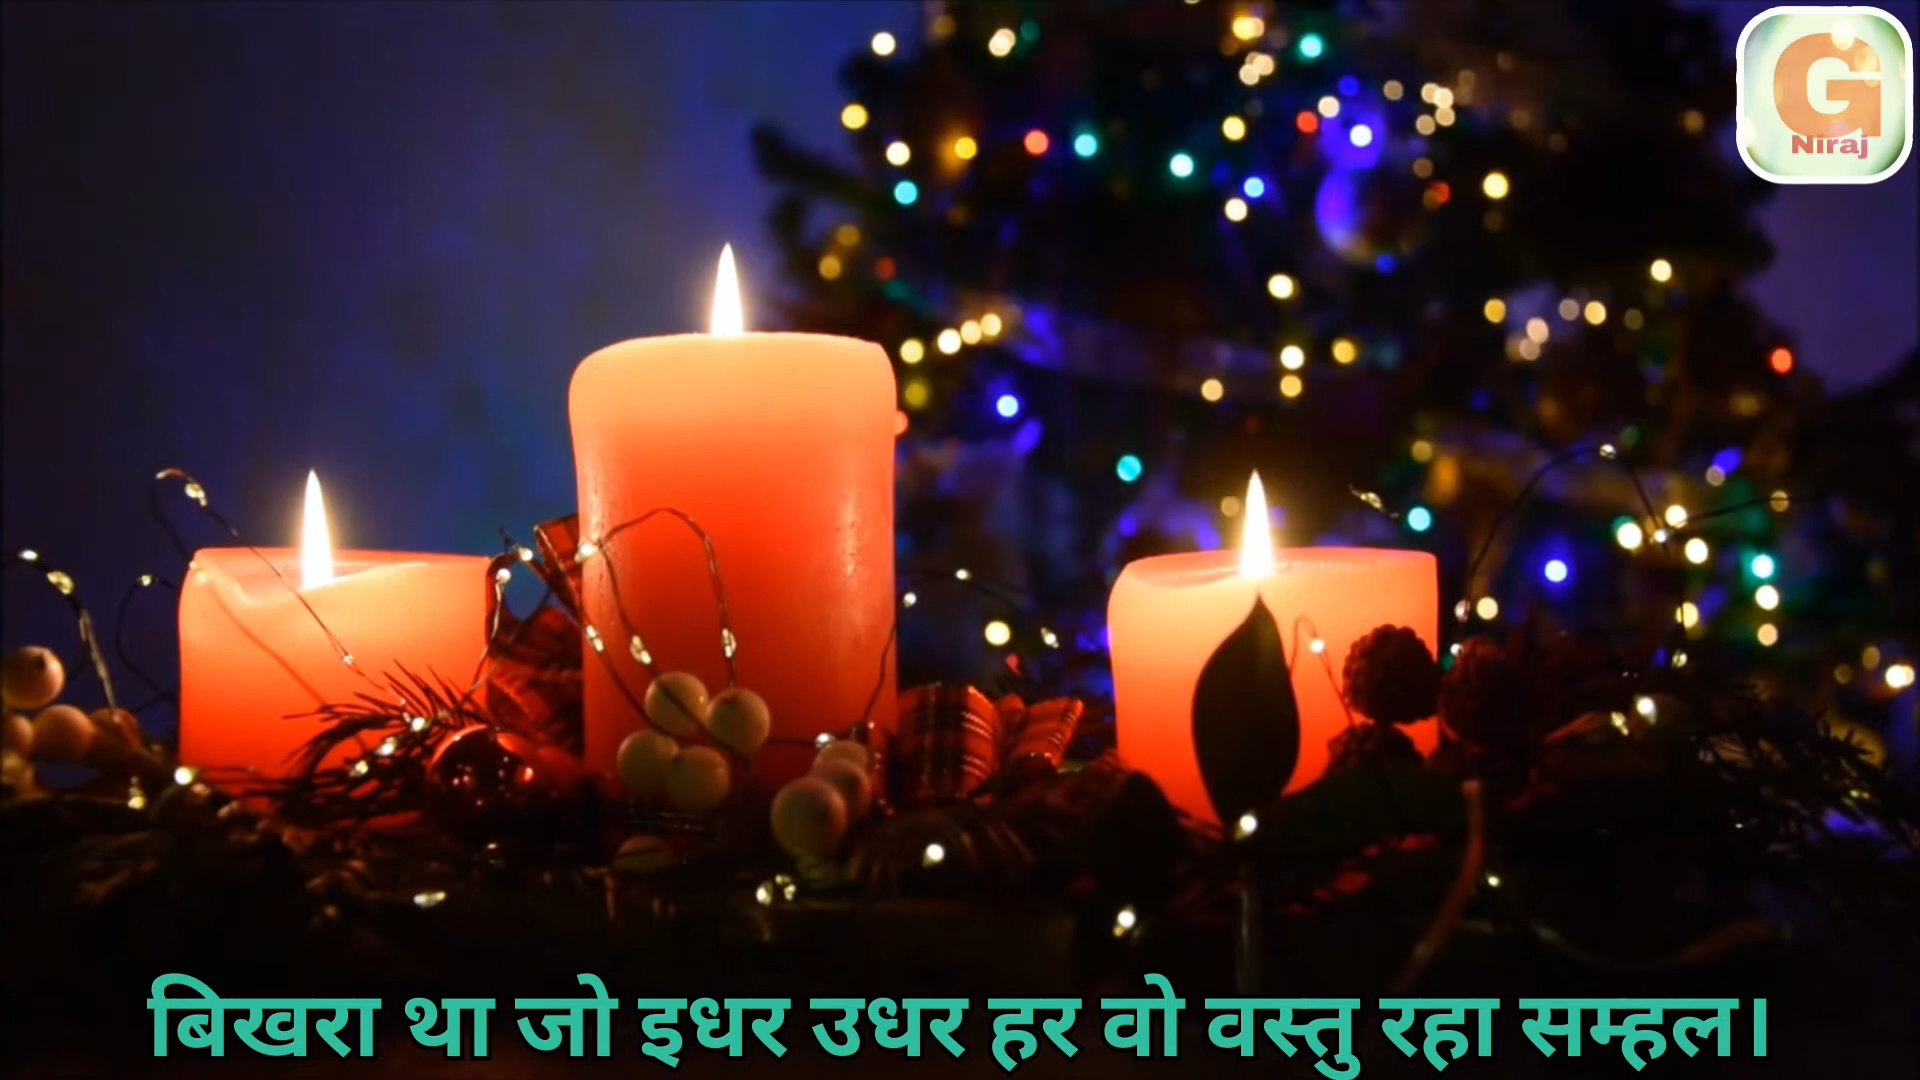 G
Niraj
बिखरा था जो इधर उधर हर वो वस्तु रहा सम्हल।